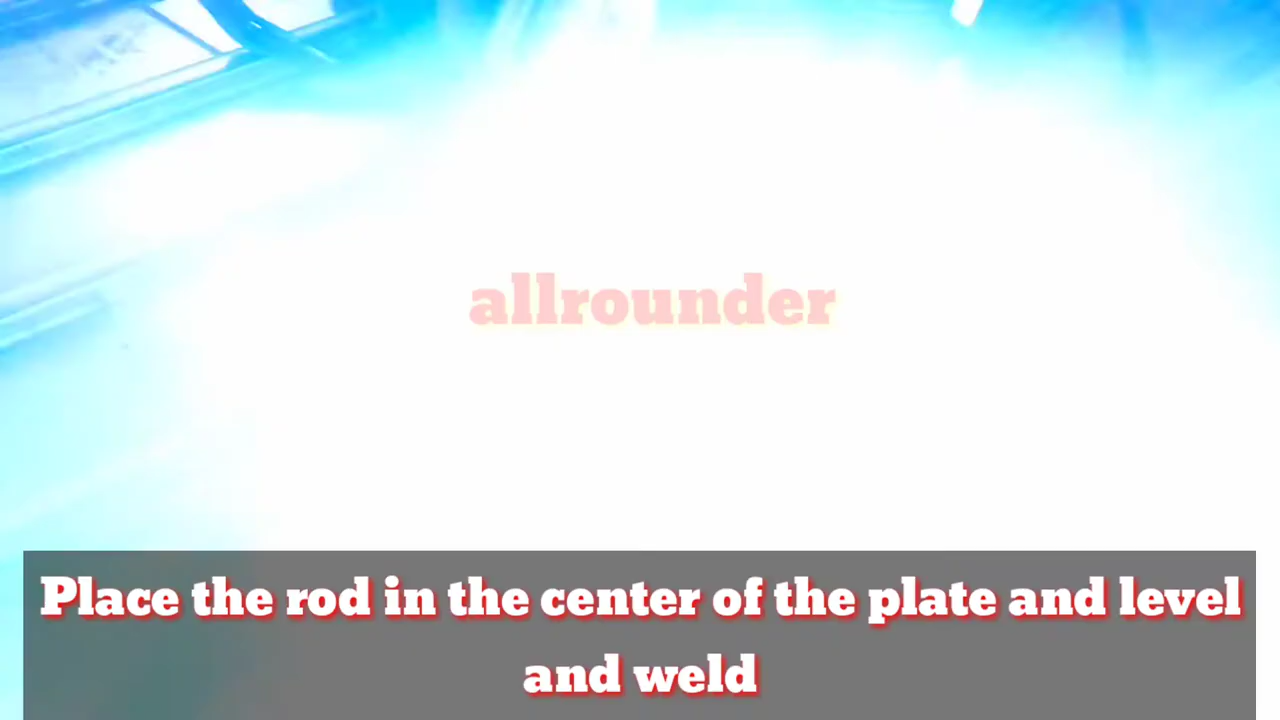 allrounder
Place the rod in the center of the plate and level
and weld